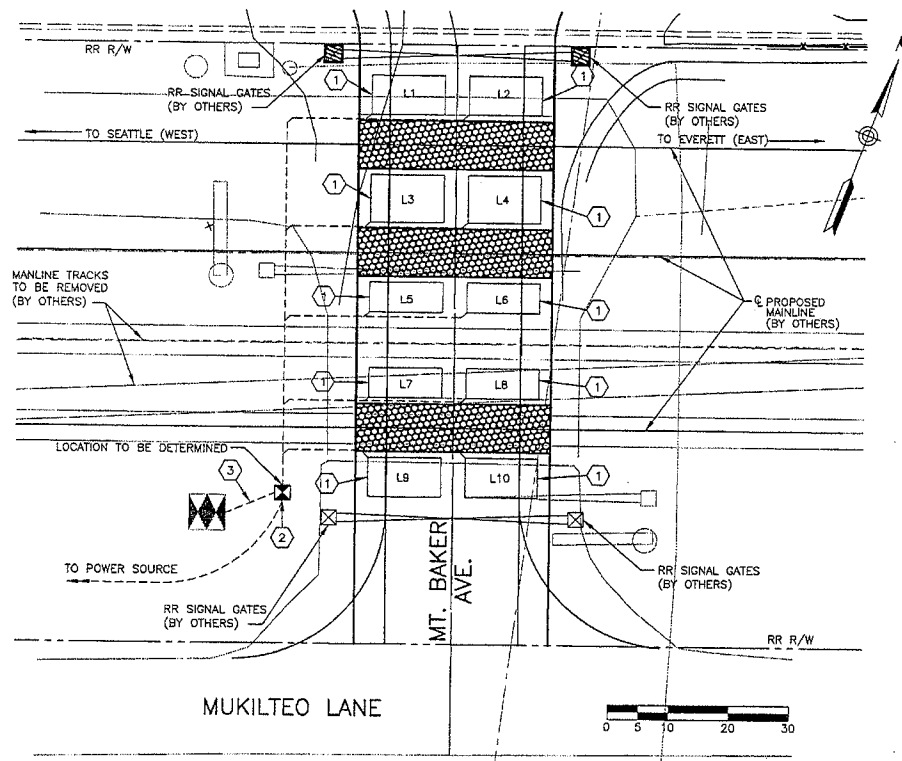 RR R/W
1
1
RR SIGNAL GATES
(BY OTHERS)
L1
L2
RR SIGNAL GATES
(BY OTHERS)
TO SEATTLE (WEST)
TO EVERETT (EAST)
1
L3
L4
1
MANLINE TRACKS
TO BE REMOVED
(BY OTHERS)
1
L5
L6
1
℄ PROPOSED
MAINLINE
(BY OTHERS)
1
L7
L8
1
LOCATION TO BE DETERMINED
3
1
L9
L10
1
2
TO POWER SOURCE
RR SIGNAL GATES
(BY OTHERS)
MT. BAKER
AVE.
RR SIGNAL GATES
(BY OTHERS)
RR R/W
MUKILTEO LANE
0 5 10 20 30